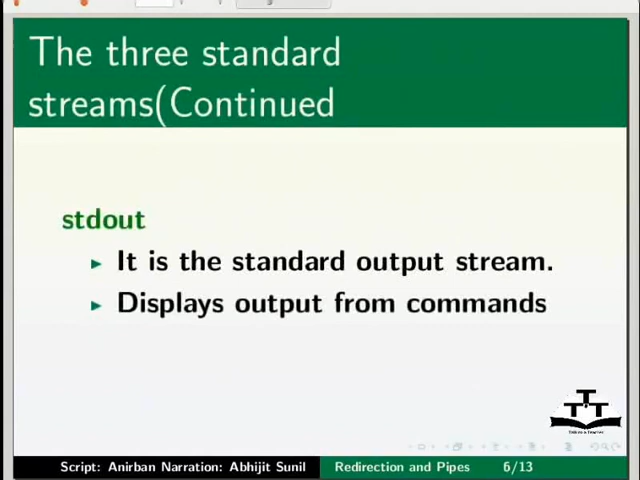 The three standard
streams(Continued
stdout
It is the standard output stream.
Displays output from commands
TTT
Script: Anirban Narration: Abhijit Sunil Redirection and Pipes 6/13